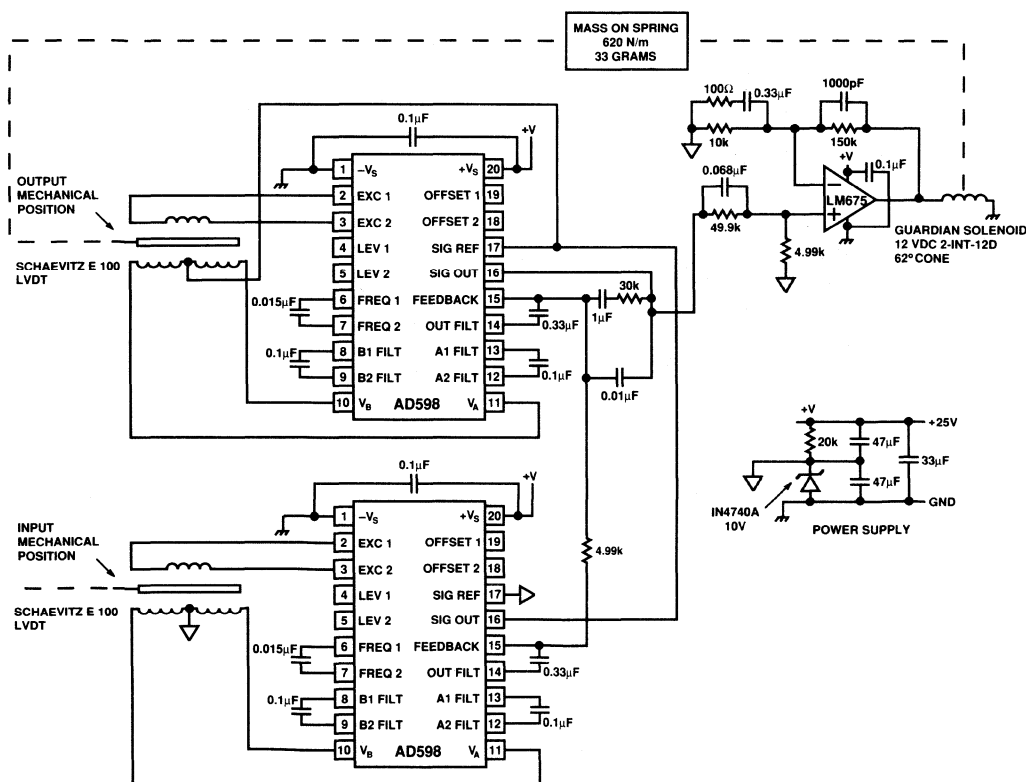 MASS ON SPRING
620 N/m
33 GRAMS
OUTPUT
MECHANICAL
POSITION
SCHAEVITZ E 100
LVDT
0.1µF
+V
1 –VS
+VS 20
2 EXC 1
OFFSET 1 19
3 EXC 2
OFFSET 2 18
4 LEV 1
SIG REF 17
5 LEV 2
SIG OUT 16
6 FREQ 1
FEEDBACK 15
7 FREQ 2
OUT FILT 14
8 B1 FILT
A1 FILT 13
9 B2 FILT
A2 FILT 12
10 VB
AD598
VA 11
0.015µF
0.1µF
0.33µF
0.1µF
1µF
30k
0.01µF
4.99k
100Ω
0.33µF
10k
1000pF
150k
+V
0.1µF
LM675
0.068µF
49.9k
4.99k
GUARDIAN SOLENOID
12 VDC 2-INT-12D
62° CONE
+V
+25V
20k
47µF
33µF
47µF
IN4740A
10V
GND
POWER SUPPLY
INPUT
MECHANICAL
POSITION
SCHAEVITZ E 100
LVDT
0.1µF
+V
1 –VS
+VS 20
2 EXC 1
OFFSET 1 19
3 EXC 2
OFFSET 2 18
4 LEV 1
SIG REF 17
5 LEV 2
SIG OUT 16
6 FREQ 1
FEEDBACK 15
7 FREQ 2
OUT FILT 14
8 B1 FILT
A1 FILT 13
9 B2 FILT
A2 FILT 12
10 VB
AD598
VA 11
0.015µF
0.1µF
0.33µF
0.1µF